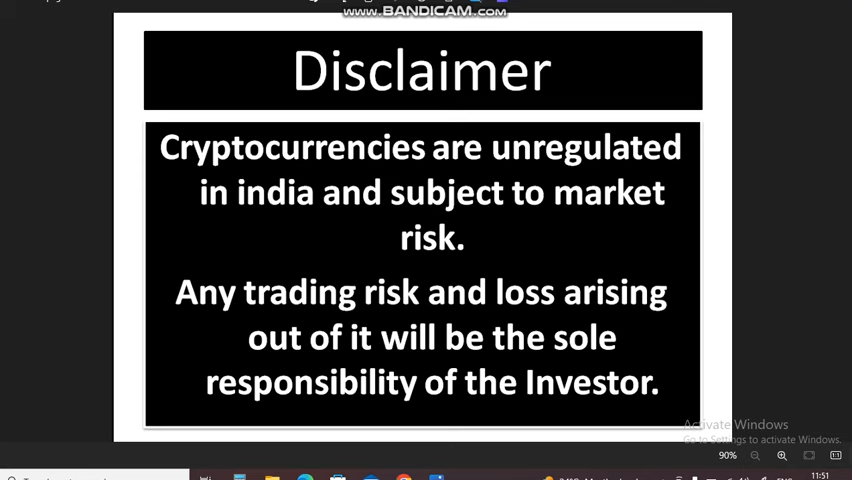 www.BANDICAM.com
Disclaimer
Cryptocurrencies are unregulated
in india and subject to market
risk.
Any trading risk and loss arising
out of it will be the sole
responsibility of the Investor.
Activate Windows
Go to Settings to activate Windows.
90%
11:51